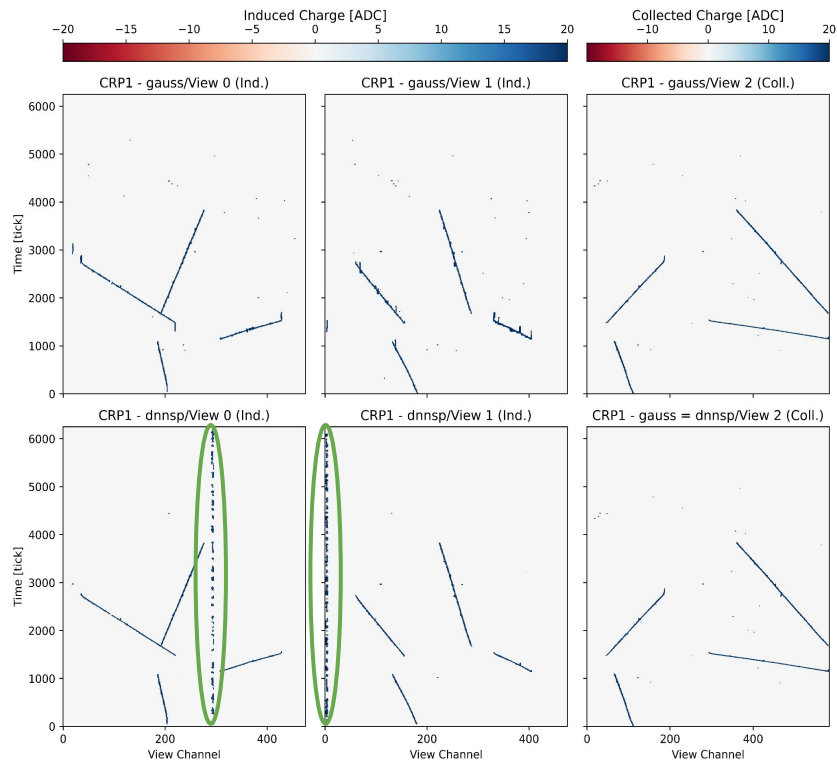 Induced Charge [ADC]
Collected Charge [ADC]
−20 −15 −10 −5 0 5 10 15 20
−10 0 10 20
CRP1 - gauss/View 0 (Ind.)
CRP1 - gauss/View 1 (Ind.)
CRP1 - gauss/View 2 (Coll.)
6000
5000
4000
3000
2000
1000
0
Time [tick]
CRP1 - dnnsp/View 0 (Ind.)
CRP1 - dnnsp/View 1 (Ind.)
CRP1 - gauss = dnnsp/View 2 (Coll.)
6000
5000
4000
3000
2000
1000
0
Time [tick]
0 200 400
0 200 400
0 200 400
View Channel
View Channel
View Channel